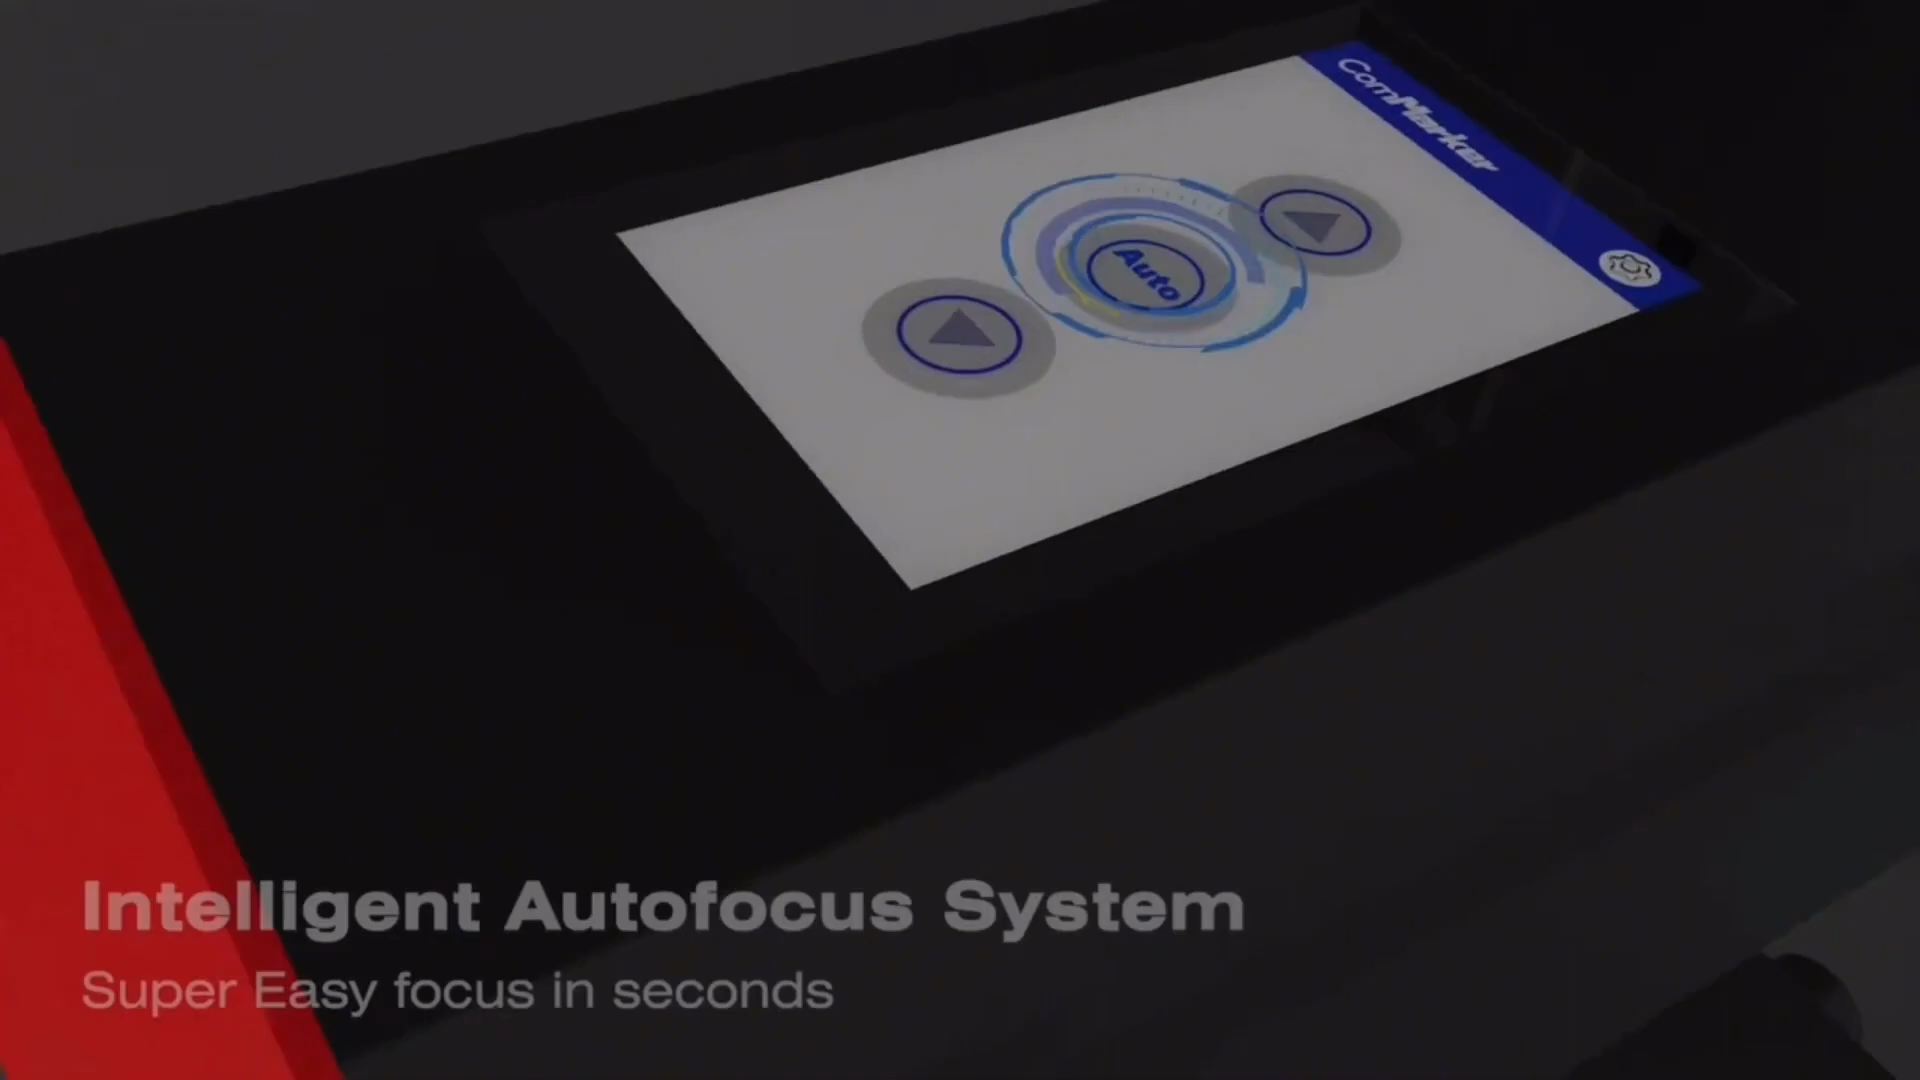 ComMarker
Auto
Intelligent Autofocus System
Super Easy focus in seconds